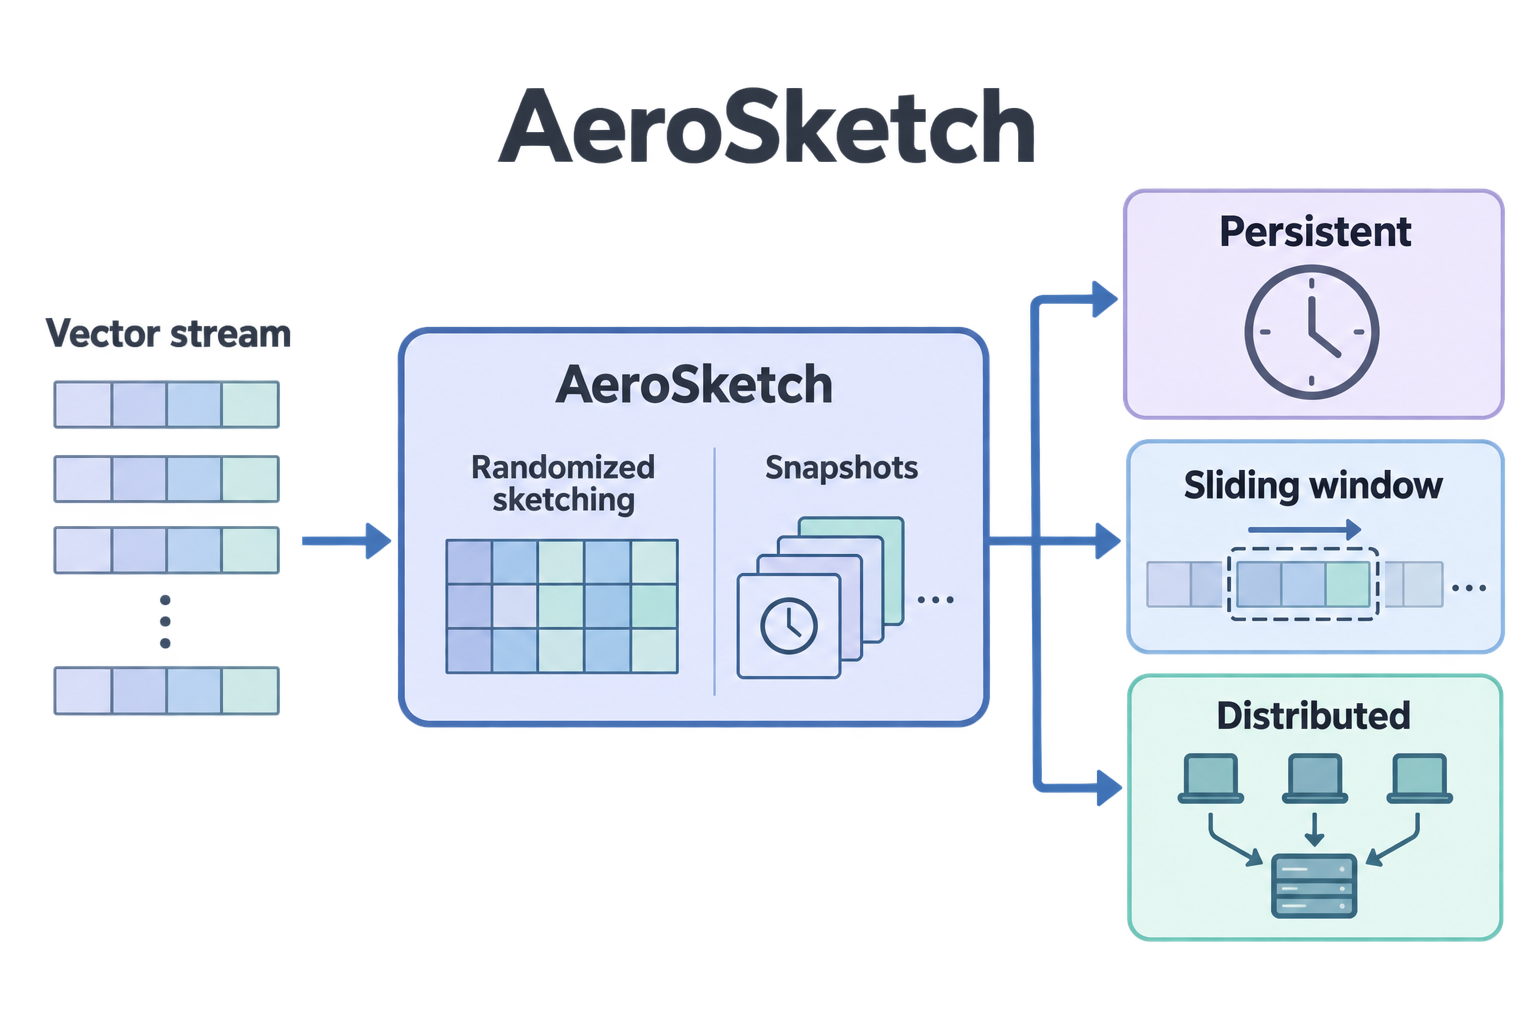 AeroSketch
Vector stream
AeroSketch
Randomized
sketching
Snapshots
Persistent
Sliding window
Distributed